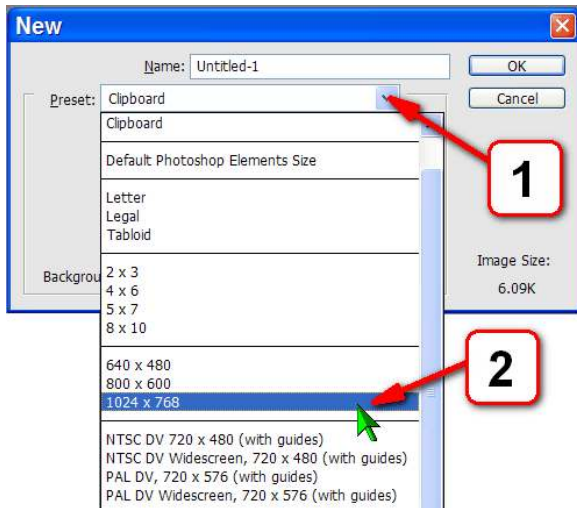 New
Name: Untitled-1
OK
Preset: Clipboard
Cancel
Clipboard
Default Photoshop Elements Size
1
Letter
Legal
Tabloid
Image Size:
6.09K
Backgrou
2 x 3
4 x 6
5 x 7
8 x 10
640 x 480
800 x 600
1024 x 768
2
NTSC DV 720 x 480 (with guides)
NTSC DV Widescreen, 720 x 480 (with guides)
PAL DV, 720 x 576 (with guides)
PAL DV Widescreen, 720 x 576 (with guides)